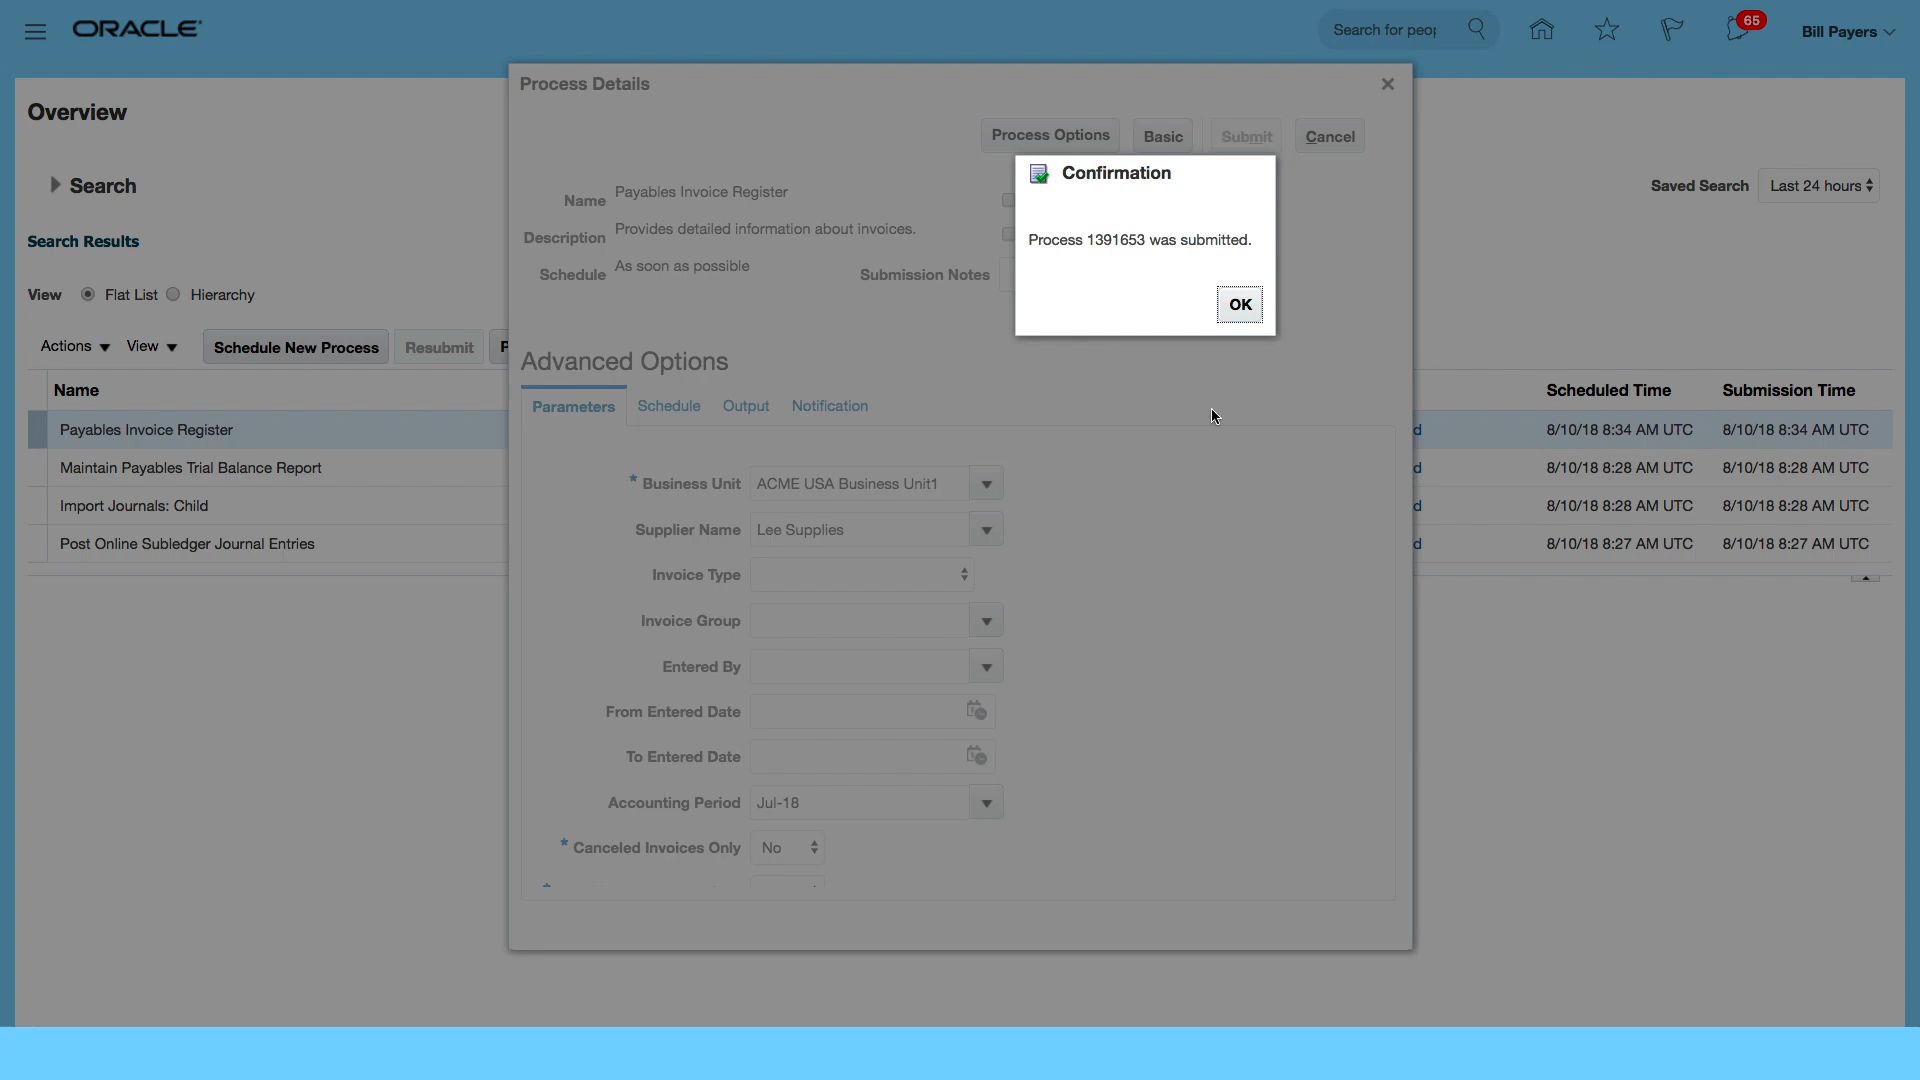 ORACLE
Search for peop
65
Bill Payers
Overview
Process Details
Process Options
Basic
Submit
Cancel
Confirmation
Process 1391653 was submitted.
OK
Search
Saved Search
Last 24 hours
Name
Payables Invoice Register
Description
Provides detailed information about invoices.
Schedule
As soon as possible
Submission Notes
Search Results
View
Flat List
Hierarchy
Actions
View
Schedule New Process
Resubmit
P
Advanced Options
Parameters
Schedule
Output
Notification
Name
Scheduled Time
Submission Time
Payables Invoice Register
d
8/10/18 8:34 AM UTC
8/10/18 8:34 AM UTC
Maintain Payables Trial Balance Report
d
8/10/18 8:28 AM UTC
8/10/18 8:28 AM UTC
Import Journals: Child
d
8/10/18 8:28 AM UTC
8/10/18 8:28 AM UTC
Post Online Subledger Journal Entries
d
8/10/18 8:27 AM UTC
8/10/18 8:27 AM UTC
* Business Unit
ACME USA Business Unit1
Supplier Name
Lee Supplies
Invoice Type
Invoice Group
Entered By
From Entered Date
To Entered Date
Accounting Period
Jul-18
* Canceled Invoices Only
No